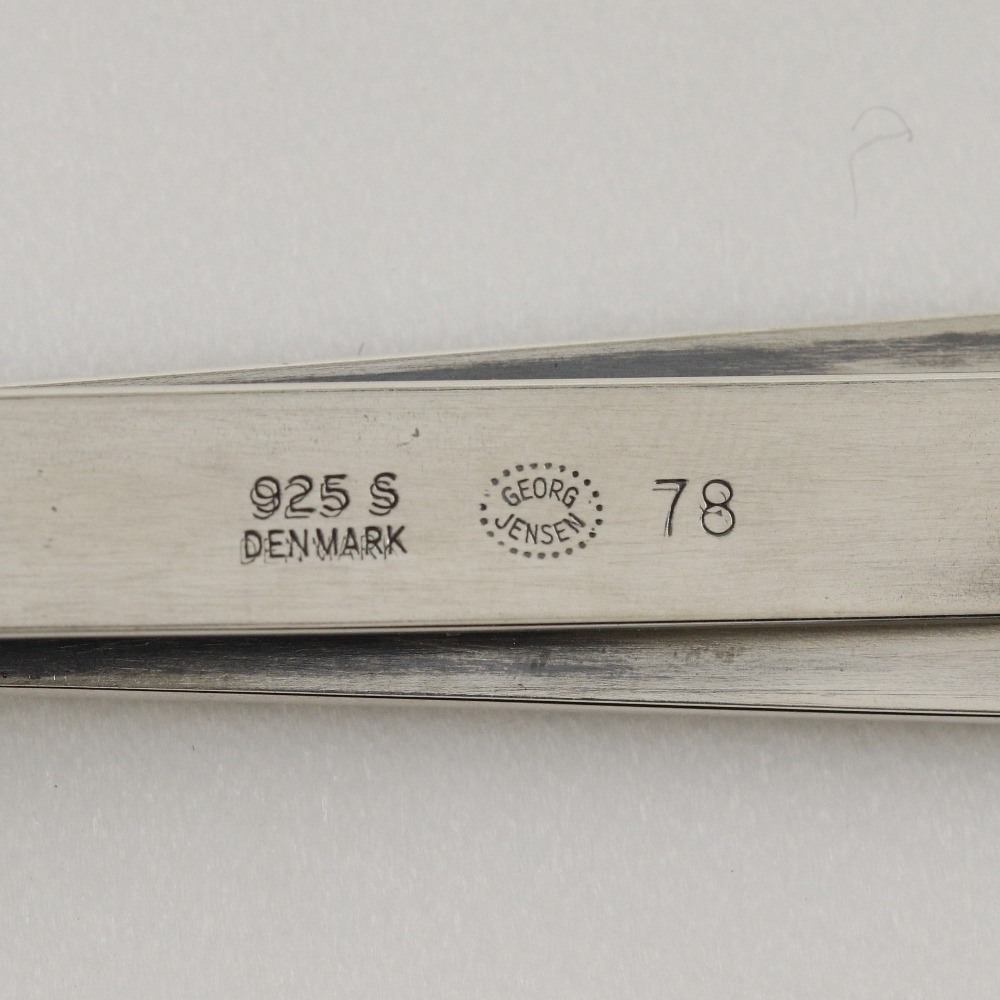 925 S
DENMARK
GEORG
JENSEN
78